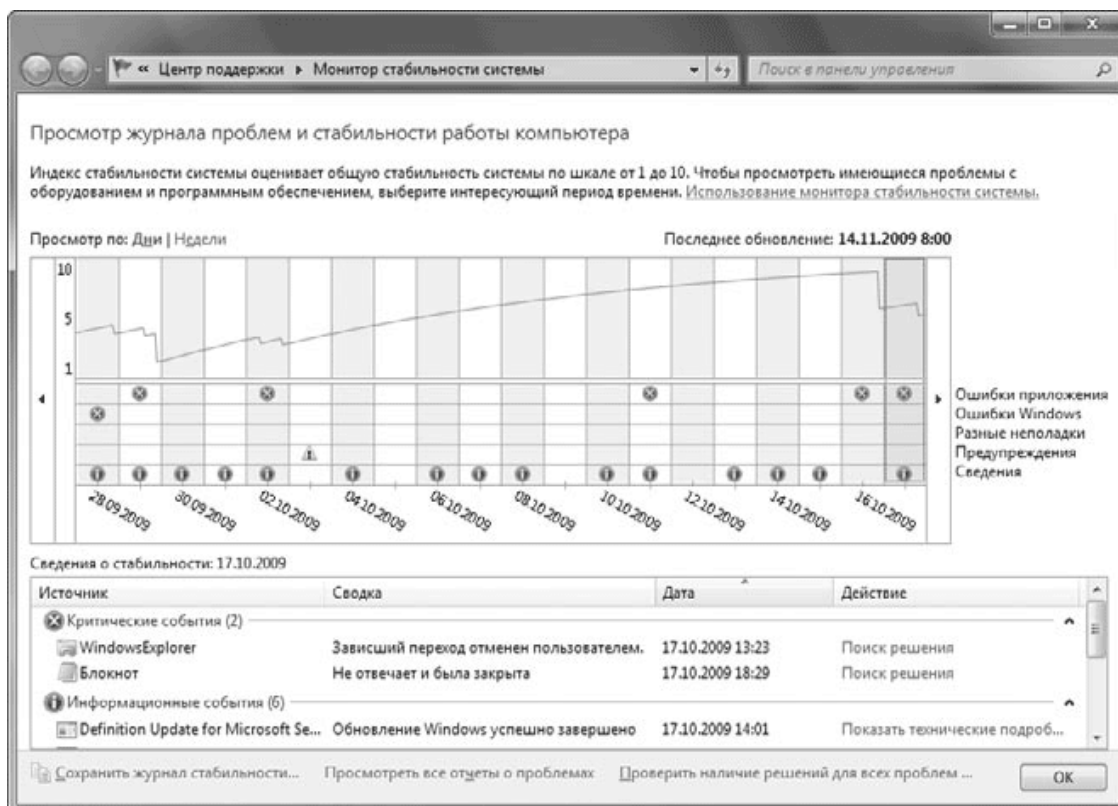 « Центр поддержки ▸ Монитор стабильности системы
Поиск в панели управления
Просмотр журнала проблем и стабильности работы компьютера
Индекс стабильности системы оценивает общую стабильность системы по шкале от 1 до 10. Чтобы просмотреть имеющиеся проблемы с
оборудованием и программным обеспечением, выберите интересующий период времени. Использование монитора стабильности системы.
Просмотр по: Дни | Недели
Последнее обновление: 14.11.2009 8:00
10
5
1
Ошибки приложения
Ошибки Windows
Разные неполадки
Предупреждения
Сведения
28.09.2009
30.09.2009
02.10.2009
04.10.2009
06.10.2009
08.10.2009
10.10.2009
12.10.2009
14.10.2009
16.10.2009
Сведения о стабильности: 17.10.2009
Источник Сводка Дата Действие
Критические события (2)
WindowsExplorer Зависший переход отменен пользователем. 17.10.2009 13:23 Поиск решения
Блокнот Не отвечает и была закрыта 17.10.2009 18:29 Поиск решения
Информационные события (6)
Definition Update for Microsoft Se... Обновление Windows успешно завершено 17.10.2009 14:01 Показать технические подроб...
Сохранить журнал стабильности... Просмотреть все отчеты о проблемах Проверить наличие решений для всех проблем ... ОК